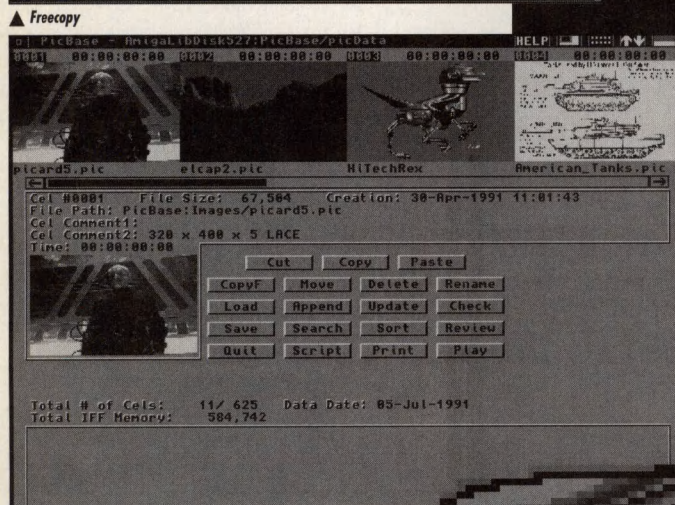 ▲ Freecopy
PicBase - AmigaLibDisk527:PicBase/picData HELP
0001 00:00:00:00 0002 00:00:00:00 0003 00:00:00:00 0004 00:00:00:00
picard5.pic elcap2.pic HiTechRex American_Tanks.pic
Cel #0001 File Size: 67,504 Creation: 30-Apr-1991 11:01:43
File Path: PicBase:Images/picard5.pic
Cel Comment1:
Cel Comment2: 320 x 400 x 5 LACE
Time: 00:00:00:00
Cut Copy Paste
CopyF Move Delete Rename
Load Append Update Check
Save Search Sort Review
Quit Script Print Play
Total # of Cels: 11/ 625 Data Date: 05-Jul-1991
Total IFF Memory: 584,742